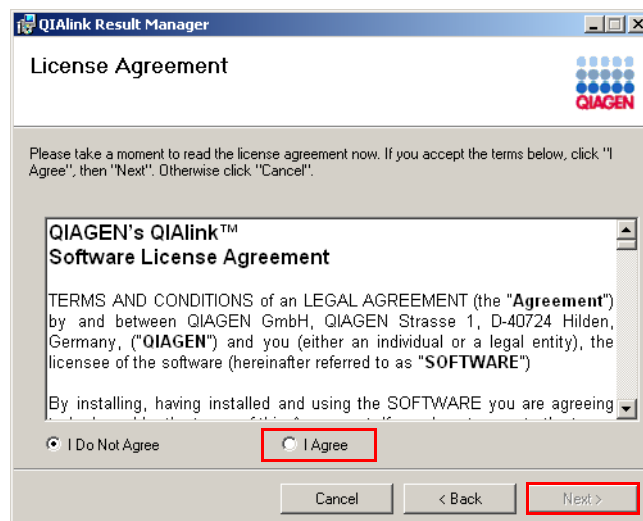 QIAlink Result Manager
License Agreement
QIAGEN
Please take a moment to read the license agreement now. If you accept the terms below, click "I
Agree", then "Next". Otherwise click "Cancel".
QIAGEN's QIAlink™
Software License Agreement
TERMS AND CONDITIONS of an LEGAL AGREEMENT (the "Agreement")
by and between QIAGEN GmbH, QIAGEN Strasse 1, D-40724 Hilden,
Germany, ("QIAGEN") and you (either an individual or a legal entity), the
licensee of the software (hereinafter referred to as "SOFTWARE")
By installing, having installed and using the SOFTWARE you are agreeing
I Do Not Agree
I Agree
Cancel
< Back
Next >